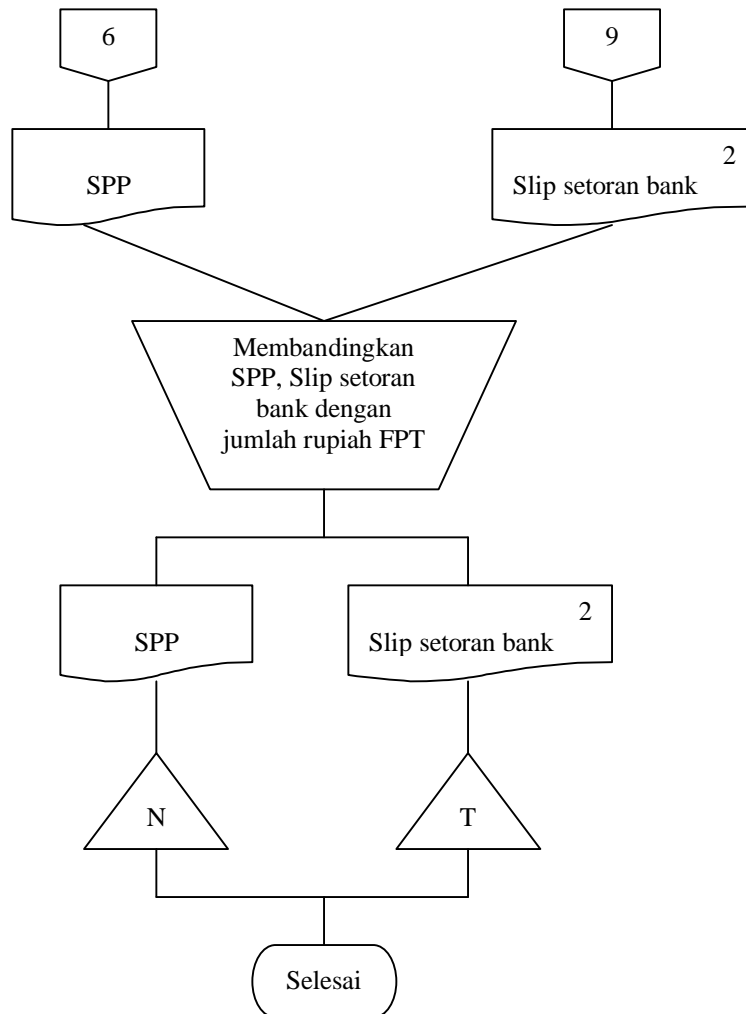 6
9
SPP
2
Slip setoran bank
Membandingkan
SPP, Slip setoran
bank dengan
jumlah rupiah FPT
SPP
2
Slip setoran bank
N
T
Selesai